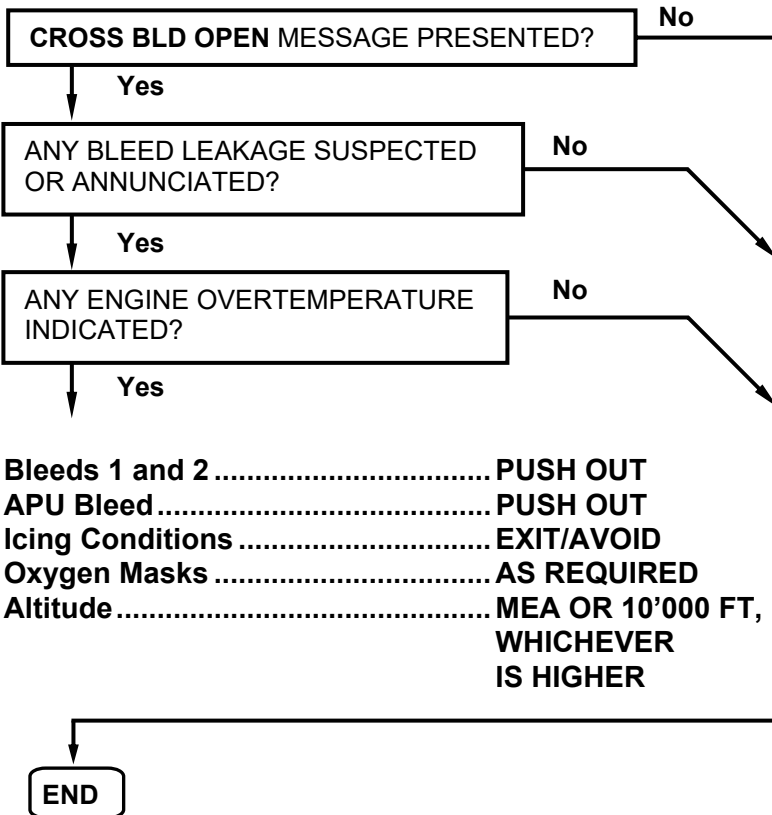 CROSS BLD OPEN MESSAGE PRESENTED?
No
Yes
ANY BLEED LEAKAGE SUSPECTED
OR ANNUNCIATED?
No
Yes
ANY ENGINE OVERTEMPERATURE
INDICATED?
No
Yes
Bleeds 1 and 2.................................. PUSH OUT
APU Bleed......................................... PUSH OUT
Icing Conditions ............................... EXIT/AVOID
Oxygen Masks .................................. AS REQUIRED
Altitude.............................................. MEA OR 10’000 FT,
WHICHEVER
IS HIGHER
END